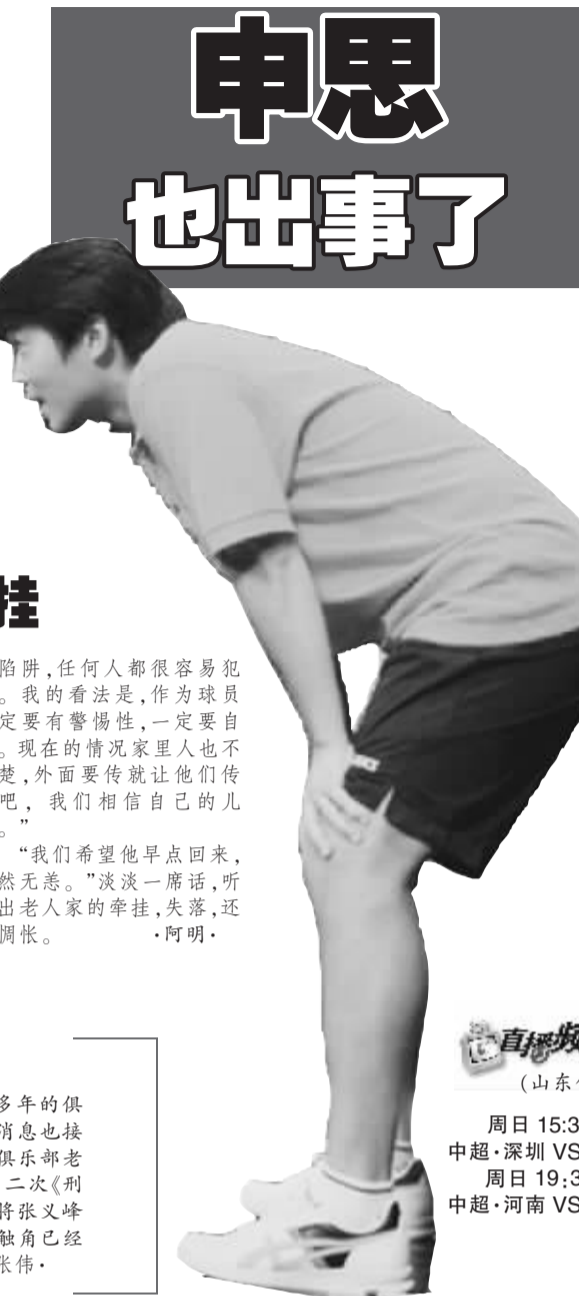 申思
也出事了
挂
陷阱,任何人都很容易犯
。我的看法是,作为球员
定要有警惕性,一定要自
。现在的情况家里人也不
楚,外面要传就让他们传
吧，我们相信自己的儿
。”
“我们希望他早点回来,
然无恙。”淡淡一席话,听
出老人家的牵挂,失落,还
惆怅。 ·阿明·
多年的俱
消息也接
俱乐部老
二次《刑
将张义峰
触角已经
张伟·
直播频
(山东
周日 15:3
中超·深圳 VS
周日 19:3
中超·河南 VS